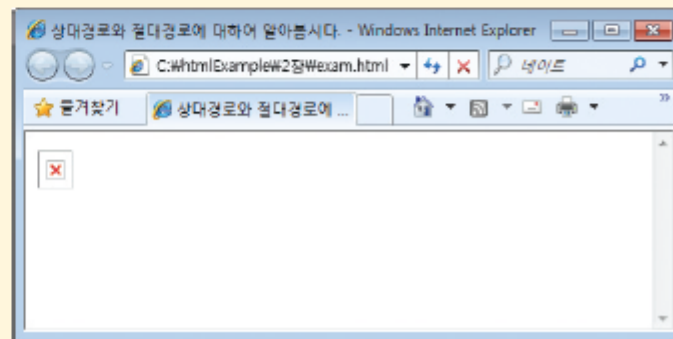 상대경로와 절대경로에 대하여 알아봅시다. - Windows Internet Explorer
C:₩htmlExample₩2장₩exam.html 네이트
즐겨찾기 상대경로와 절대경로에 ...